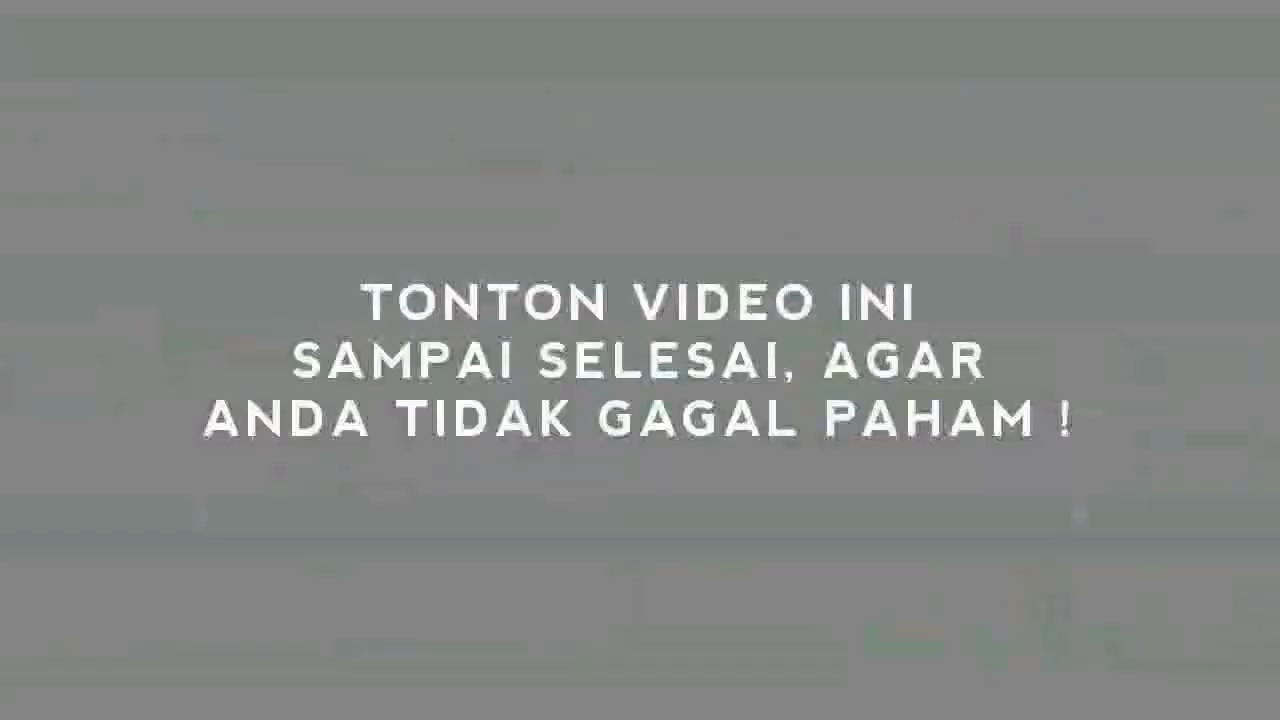 TONTON VIDEO INI
SAMPAI SELESAI, AGAR
ANDA TIDAK GAGAL PAHAM !